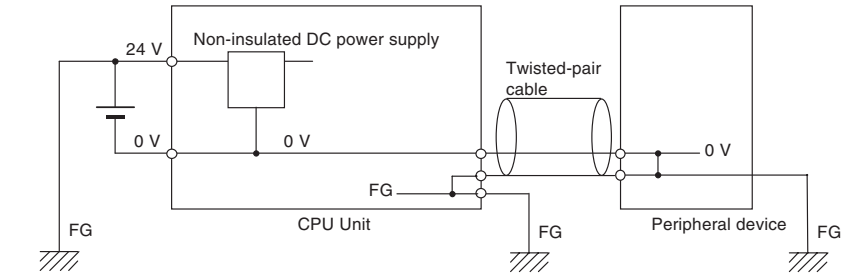 24 V
Non-insulated DC power supply
Twisted-pair
cable
0 V
0 V
0 V
FG
FG
CPU Unit
FG
Peripheral device
FG